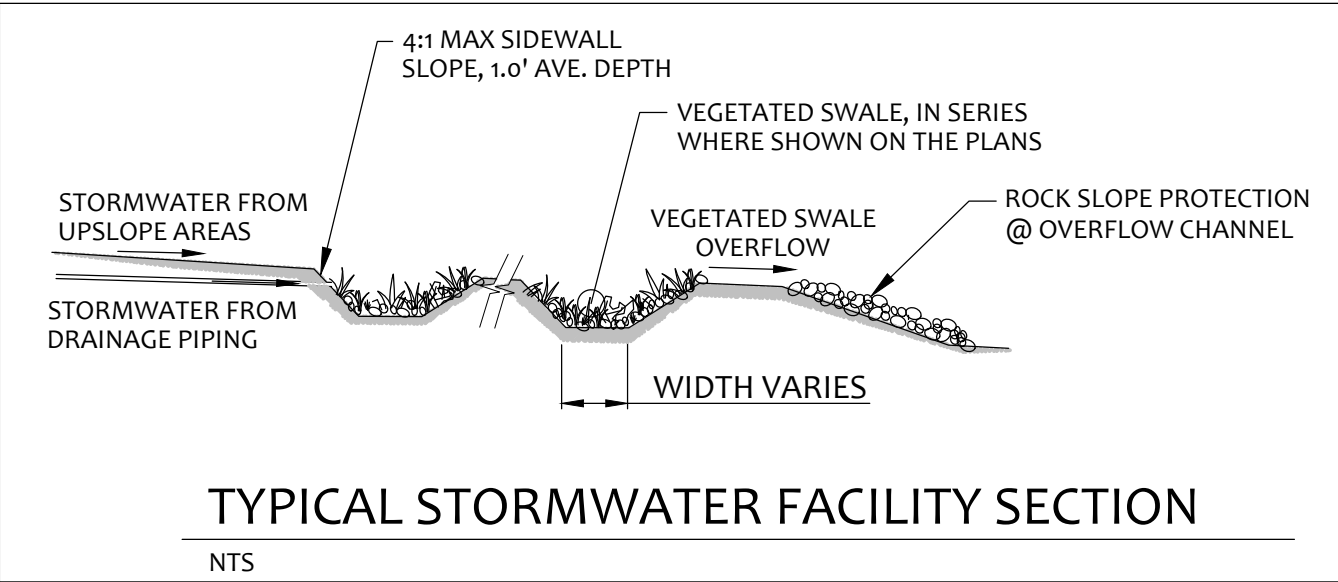 4:1 MAX SIDEWALL
SLOPE, 1.0' AVE. DEPTH
VEGETATED SWALE, IN SERIES
WHERE SHOWN ON THE PLANS
STORMWATER FROM
UPSLOPE AREAS
VEGETATED SWALE
OVERFLOW
ROCK SLOPE PROTECTION
@ OVERFLOW CHANNEL
STORMWATER FROM
DRAINAGE PIPING
WIDTH VARIES
TYPICAL STORMWATER FACILITY SECTION
NTS